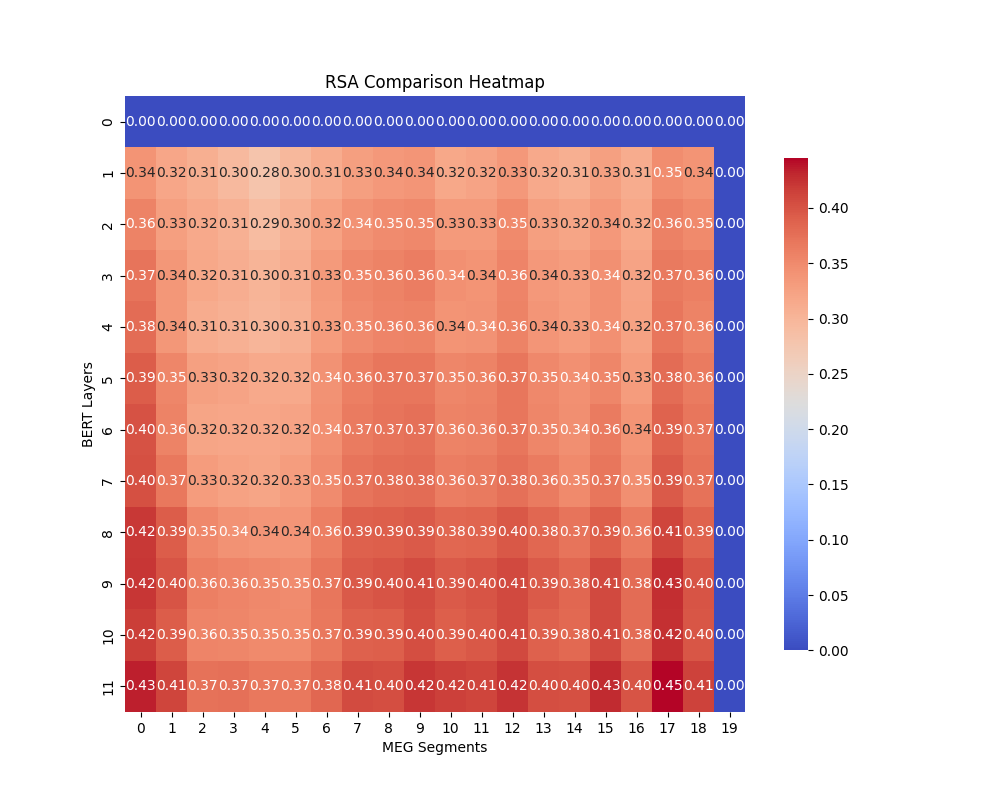 RSA Comparison Heatmap
0 0.00 0.00 0.00 0.00 0.00 0.00 0.00 0.00 0.00 0.00 0.00 0.00 0.00 0.00 0.00 0.00 0.00 0.00 0.00 0.00
1 0.34 0.32 0.31 0.30 0.28 0.30 0.31 0.33 0.34 0.34 0.32 0.32 0.33 0.32 0.31 0.33 0.31 0.35 0.34 0.00
2 0.36 0.33 0.32 0.31 0.29 0.30 0.32 0.34 0.35 0.35 0.33 0.33 0.35 0.33 0.32 0.34 0.32 0.36 0.35 0.00
3 0.37 0.34 0.32 0.31 0.30 0.31 0.33 0.35 0.36 0.36 0.34 0.34 0.36 0.34 0.33 0.34 0.32 0.37 0.36 0.00
4 0.38 0.34 0.31 0.31 0.30 0.31 0.33 0.35 0.36 0.36 0.34 0.34 0.36 0.34 0.33 0.34 0.32 0.37 0.36 0.00
5 0.39 0.35 0.33 0.32 0.32 0.32 0.34 0.36 0.37 0.37 0.35 0.36 0.37 0.35 0.34 0.35 0.33 0.38 0.36 0.00
6 0.40 0.36 0.32 0.32 0.32 0.32 0.34 0.37 0.37 0.37 0.36 0.36 0.37 0.35 0.34 0.36 0.34 0.39 0.37 0.00
7 0.40 0.37 0.33 0.32 0.32 0.33 0.35 0.37 0.38 0.38 0.36 0.37 0.38 0.36 0.35 0.37 0.35 0.39 0.37 0.00
8 0.42 0.39 0.35 0.34 0.34 0.34 0.36 0.39 0.39 0.39 0.38 0.39 0.40 0.38 0.37 0.39 0.36 0.41 0.39 0.00
9 0.42 0.40 0.36 0.36 0.35 0.35 0.37 0.39 0.40 0.41 0.39 0.40 0.41 0.39 0.38 0.41 0.38 0.43 0.40 0.00
10 0.42 0.39 0.36 0.35 0.35 0.35 0.37 0.39 0.39 0.40 0.39 0.40 0.41 0.39 0.38 0.41 0.38 0.42 0.40 0.00
11 0.43 0.41 0.37 0.37 0.37 0.37 0.38 0.41 0.40 0.42 0.42 0.41 0.42 0.40 0.40 0.43 0.40 0.45 0.41 0.00
0 1 2 3 4 5 6 7 8 9 10 11 12 13 14 15 16 17 18 19
MEG Segments
BERT Layers
0.40
0.35
0.30
0.25
0.20
0.15
0.10
0.05
0.00